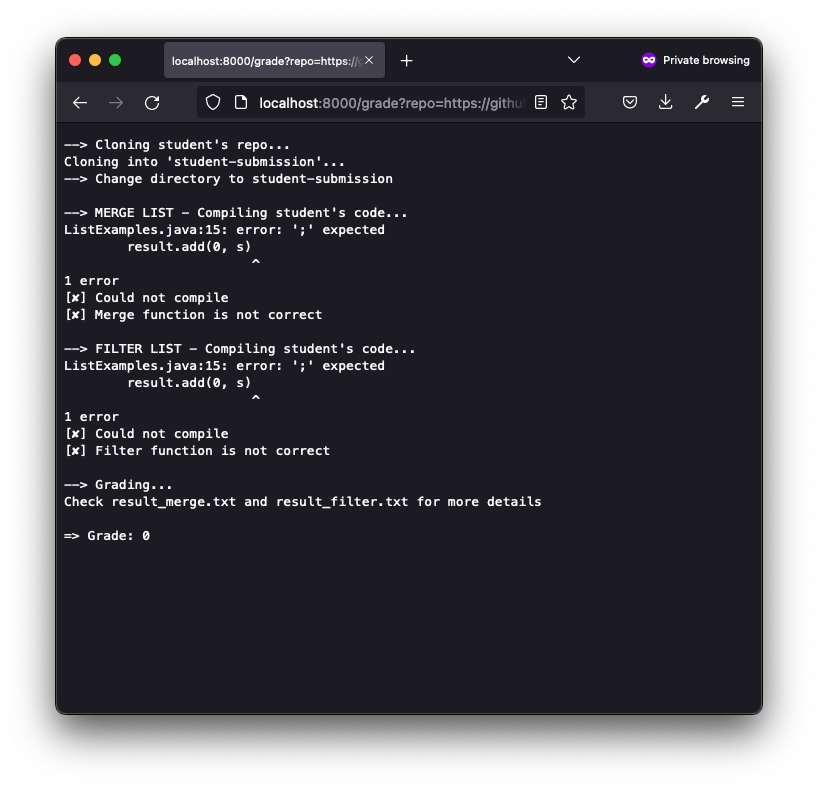 localhost:8000/grade?repo=https://g
Private browsing
localhost:8000/grade?repo=https://githu
--> Cloning student's repo...
Cloning into 'student-submission'...
--> Change directory to student-submission
--> MERGE LIST - Compiling student's code...
ListExamples.java:15: error: ';' expected
result.add(0, s)
^
1 error
[✘] Could not compile
[✘] Merge function is not correct
--> FILTER LIST - Compiling student's code...
ListExamples.java:15: error: ';' expected
result.add(0, s)
^
1 error
[✘] Could not compile
[✘] Filter function is not correct
--> Grading...
Check result_merge.txt and result_filter.txt for more details
=> Grade: 0